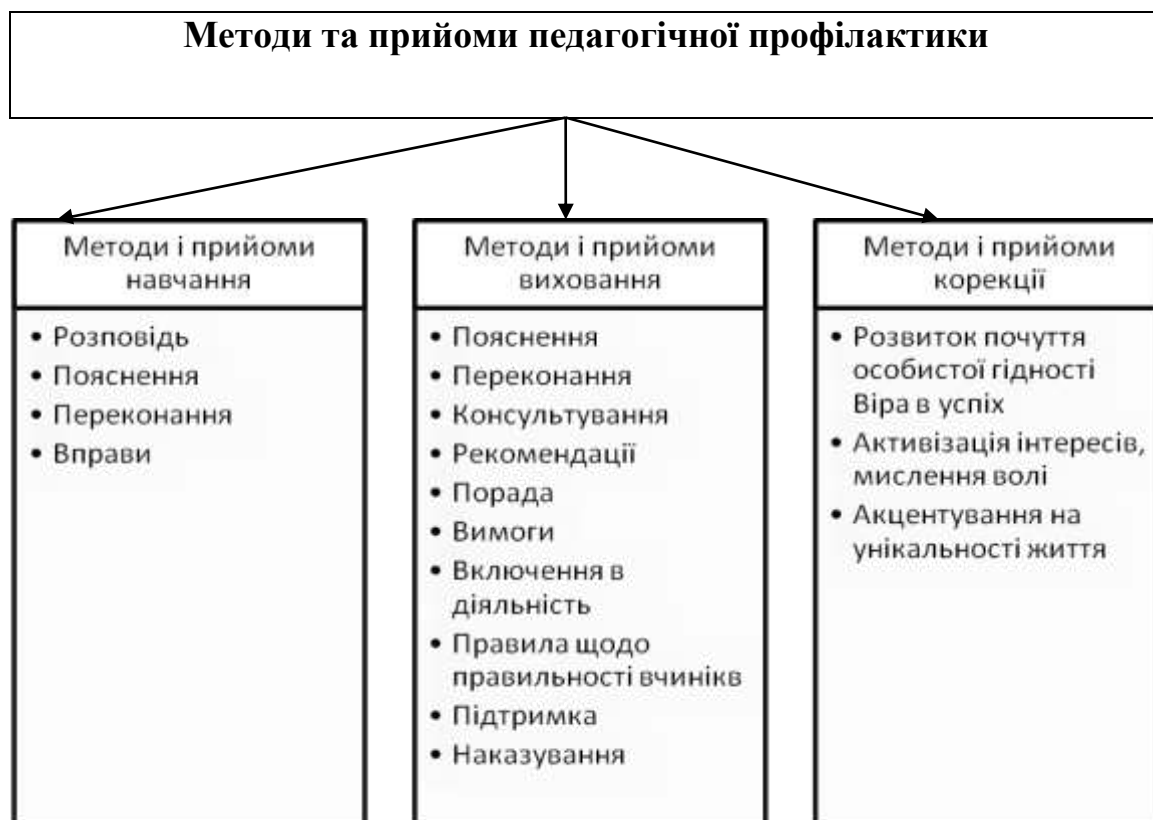 Методи та прийоми педагогічної профілактики
Методи і прийоми
навчання
• Розповідь
• Пояснення
• Переконання
• Вправи
Методи і прийоми
виховання
• Пояснення
• Переконання
• Консультування
• Рекомендації
• Порада
• Вимоги
• Включення в
діяльність
• Правила щодо
правильності вчинікв
• Підтримка
• Наказування
Методи і прийоми
корекції
• Розвиток почуття
особистої гідності
Віра в успіх
• Активізація інтересів,
мислення волі
• Акцентування на
унікальності життя